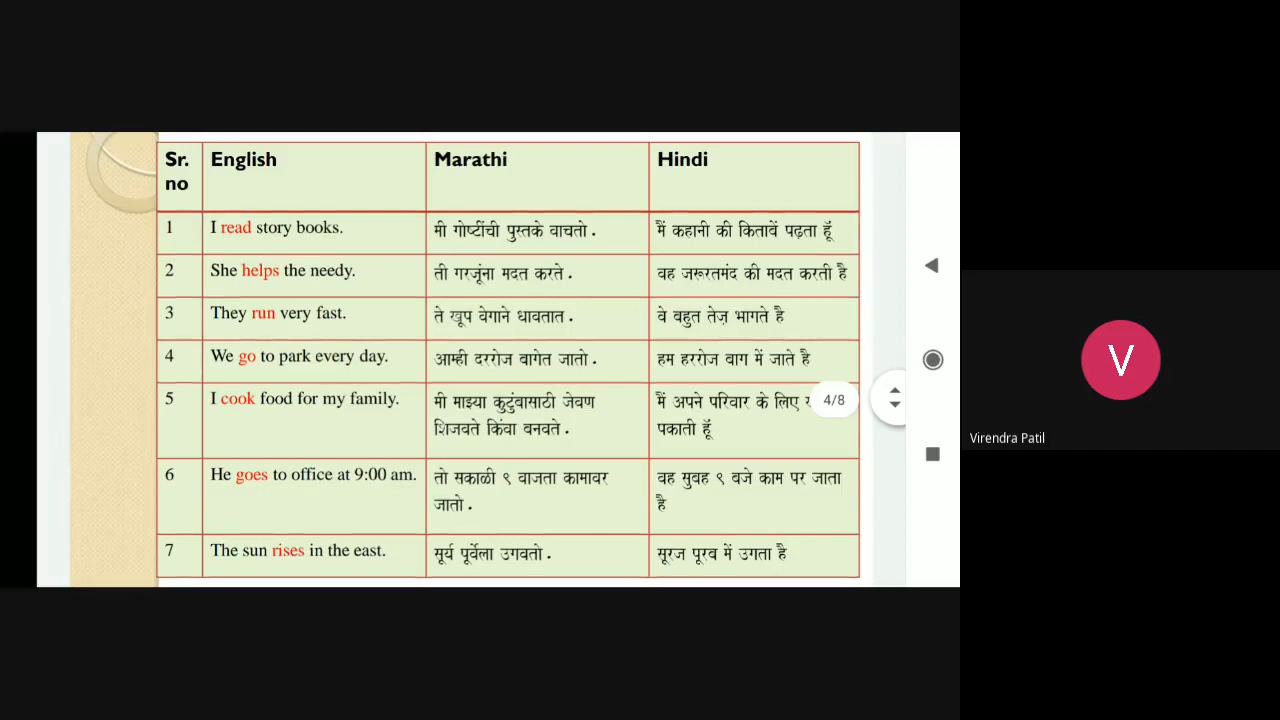 Sr. no English Marathi Hindi
1 I read story books. मी गोष्टींची पुस्तके वाचतो. मैं कहानी की किताबें पढ़ता हूँ
2 She helps the needy. ती गरजूंना मदत करते. वह जरूरतमंद की मदत करती है
3 They run very fast. ते खूप वेगाने धावतात. वे बहुत तेज़ भागते है
4 We go to park every day. आम्ही दररोज बागेत जातो. हम हररोज बाग में जाते है
5 I cook food for my family. मी माझ्या कुटुंबासाठी जेवण मैं अपने परिवार के लिए
शिजवते किंवा बनवते. पकाती हूँ
4/8
6 He goes to office at 9:00 am. तो सकाळी ९ वाजता कामावर वह सुबह ९ बजे काम पर जाता
जातो. है
7 The sun rises in the east. सूर्य पूर्वेला उगवतो. सूरज पूरब में उगता है
V
Virendra Patil